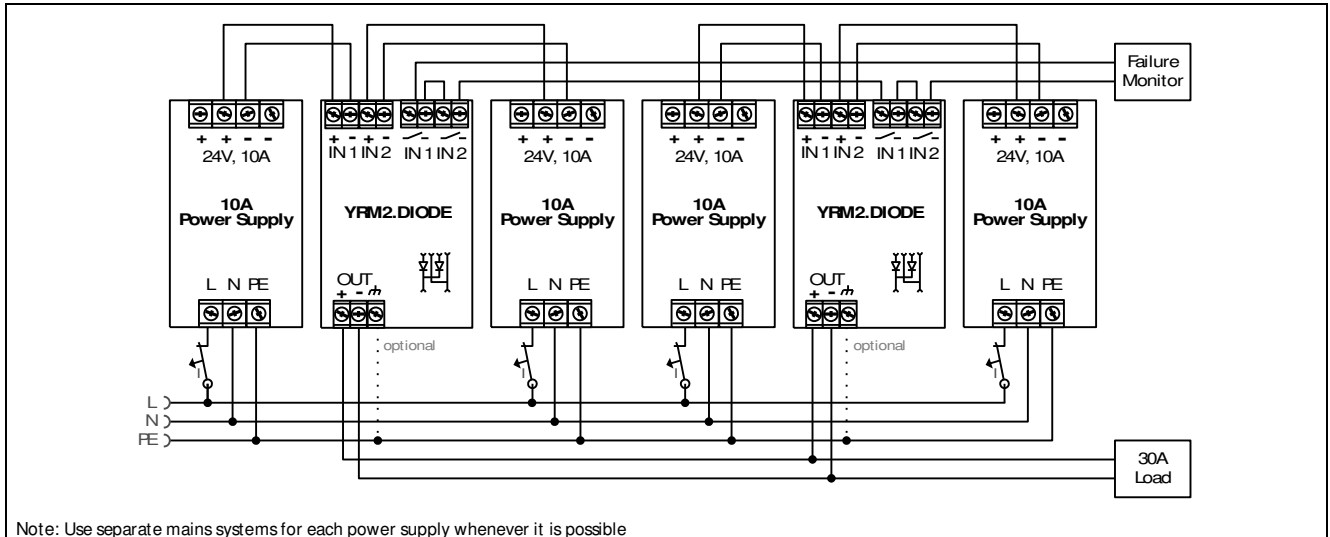 Failure
Monitor
+ + - -
24V, 10A
10A
Power Supply
L N PE
+ - + -
IN 1 IN 2 IN 1 IN 2
YRM2.DIODE
OUT
+ -
optional
+ + - -
24V, 10A
10A
Power Supply
L N PE
+ + - -
24V, 10A
10A
Power Supply
L N PE
+ - + -
IN 1 IN 2 IN 1 IN 2
YRM2.DIODE
OUT
+ -
optional
+ + - -
24V, 10A
10A
Power Supply
L N PE
I
I
I
I
L
N
PE
30A
Load
Note: Use separate mains systems for each power supply whenever it is possible